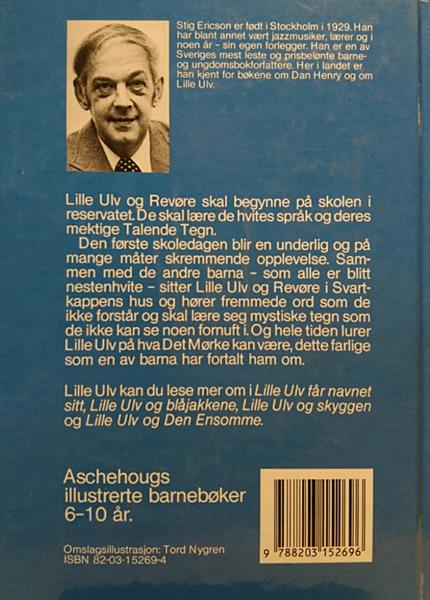 Stig Ericson er født i Stockholm i 1929. Han
har blant annet vært jazzmusiker, lærer og i
noen år – sin egen forlegger. Han er en av
Sveriges mest leste og prisbelønte barne-
og ungdomsbokforfattere. Her i landet er
han kjent for bøkene om Dan Henry og om
Lille Ulv.
Lille Ulv og Revøre skal begynne på skolen i
reservatet. De skal lære de hvites språk og deres
mektige Talende Tegn.
Den første skoledagen blir en underlig og på
mange måter skremmende opplevelse. Sam-
men med de andre barna – som alle er blitt
nestenhvite – sitter Lille Ulv og Revøre i Svart-
kappens hus og hører fremmede ord som de
ikke forstår og skal lære seg mystiske tegn som
de ikke kan se noen fornuft i. Og hele tiden lurer
Lille Ulv på hva Det Mørke kan være, dette farlige
som en av barna har fortalt ham om.
Lille Ulv kan du lese mer om i Lille Ulv får navnet
sitt, Lille Ulv og blåjakkene, Lille Ulv og skyggen
og Lille Ulv og Den Ensomme.
Aschehougs
illustrerte barnebøker
6–10 år.
Omslagsillustrasjon: Tord Nygren
ISBN 82-03-15269-4
9 788203 152696